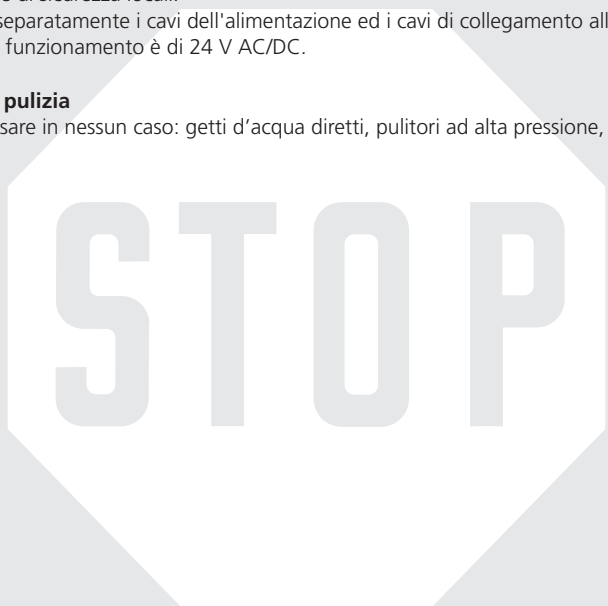 separatamente i cavi dell'alimentazione ed i cavi di collegamento
funzionamento è di 24 V AC/DC.
pulizia
sare in nessun caso: getti d'acqua diretti, pulitori ad alta pressione,
STOP